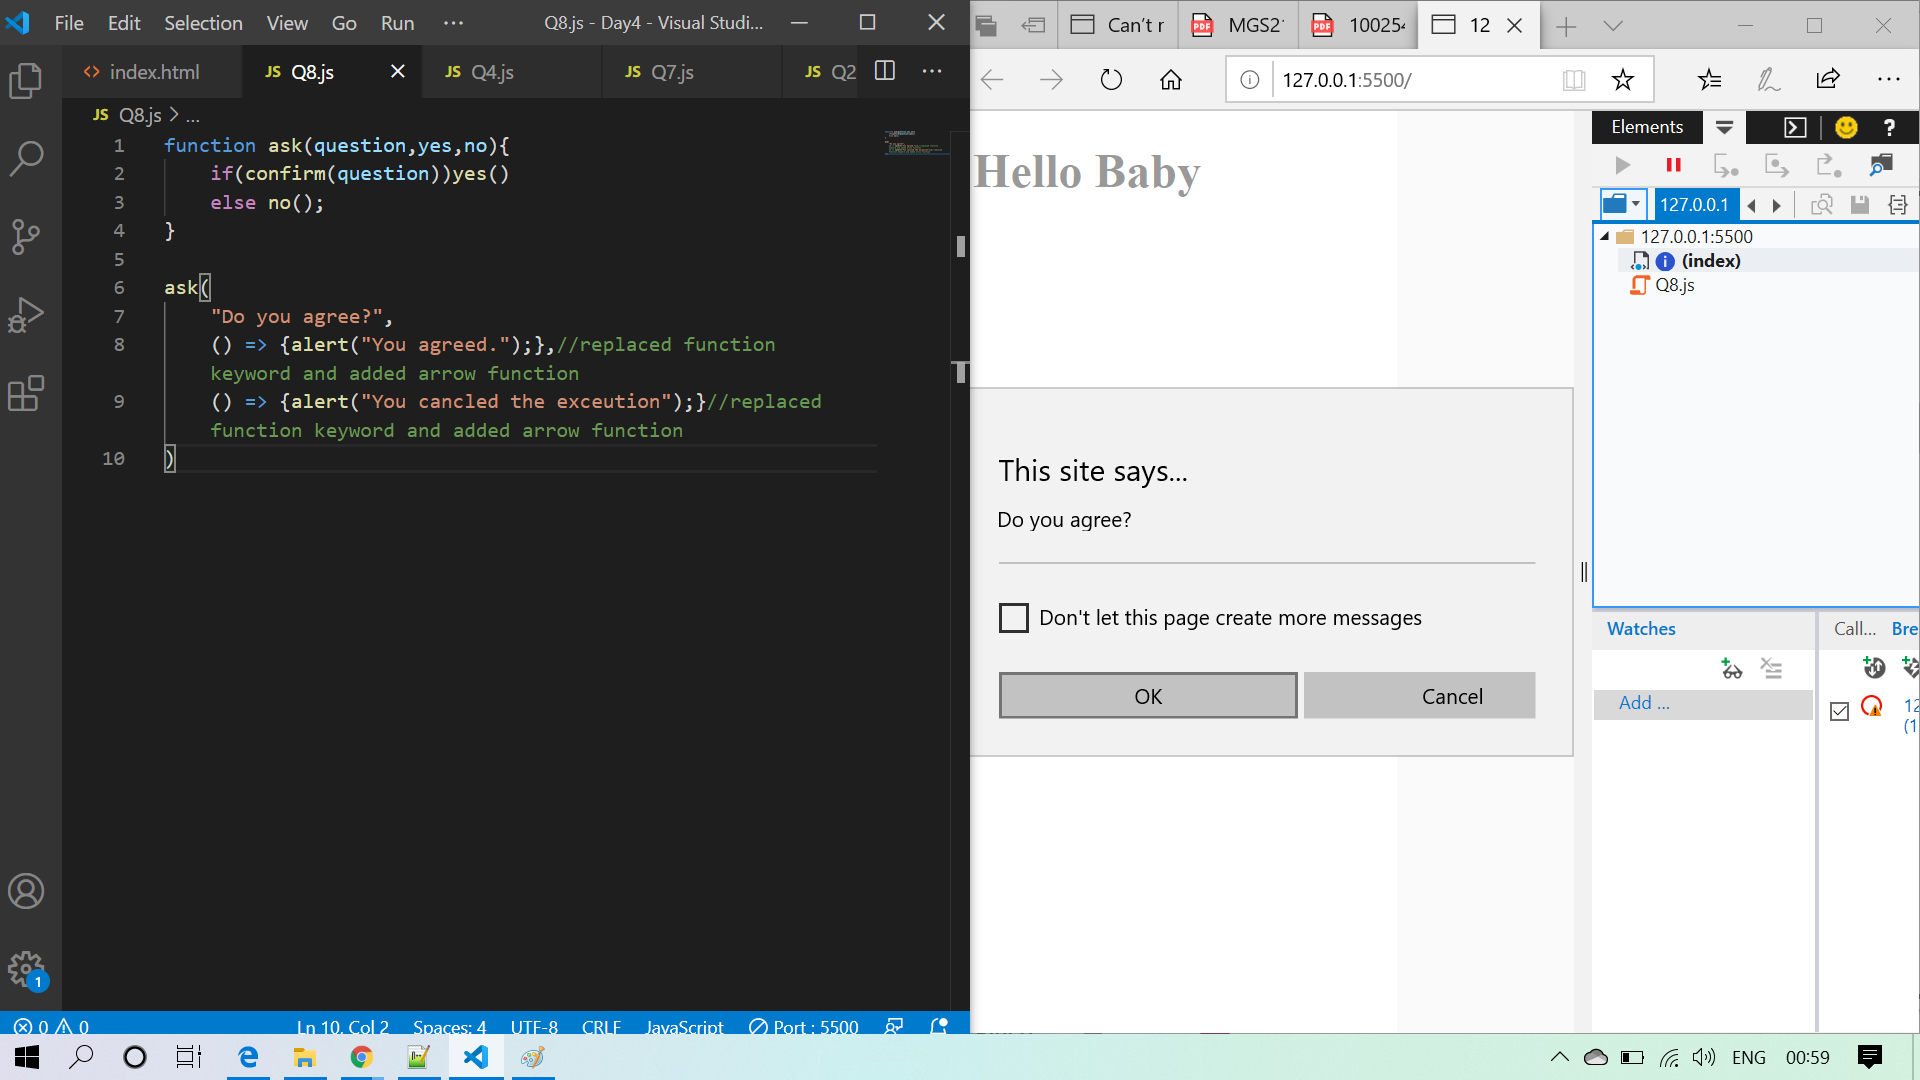 File Edit Selection View Go Run ··· Q8.js - Day4 - Visual Studi...
index.html JS Q8.js JS Q4.js JS Q7.js JS Q2
JS Q8.js > ...
1 function ask(question,yes,no){
2 if(confirm(question))yes()
3 else no();
4 }
5
6 ask(
7 "Do you agree?",
8 () => {alert("You agreed.");},//replaced function
keyword and added arrow function
9 () => {alert("You cancled the exceution");}//replaced
function keyword and added arrow function
10 )
1
0 0 Ln 10, Col 2 Spaces: 4 UTF-8 CRLF JavaScript Port : 5500
Can't r MGS2 10025 12
127.0.0.1:5500/
Hello Baby
This site says...
Do you agree?
Don't let this page create more messages
OK Cancel
Elements ?
127.0.0.1
127.0.0.1:5500
(index)
Q8.js
Watches Call... Bre
Add ...
12
(1
ENG 00:59